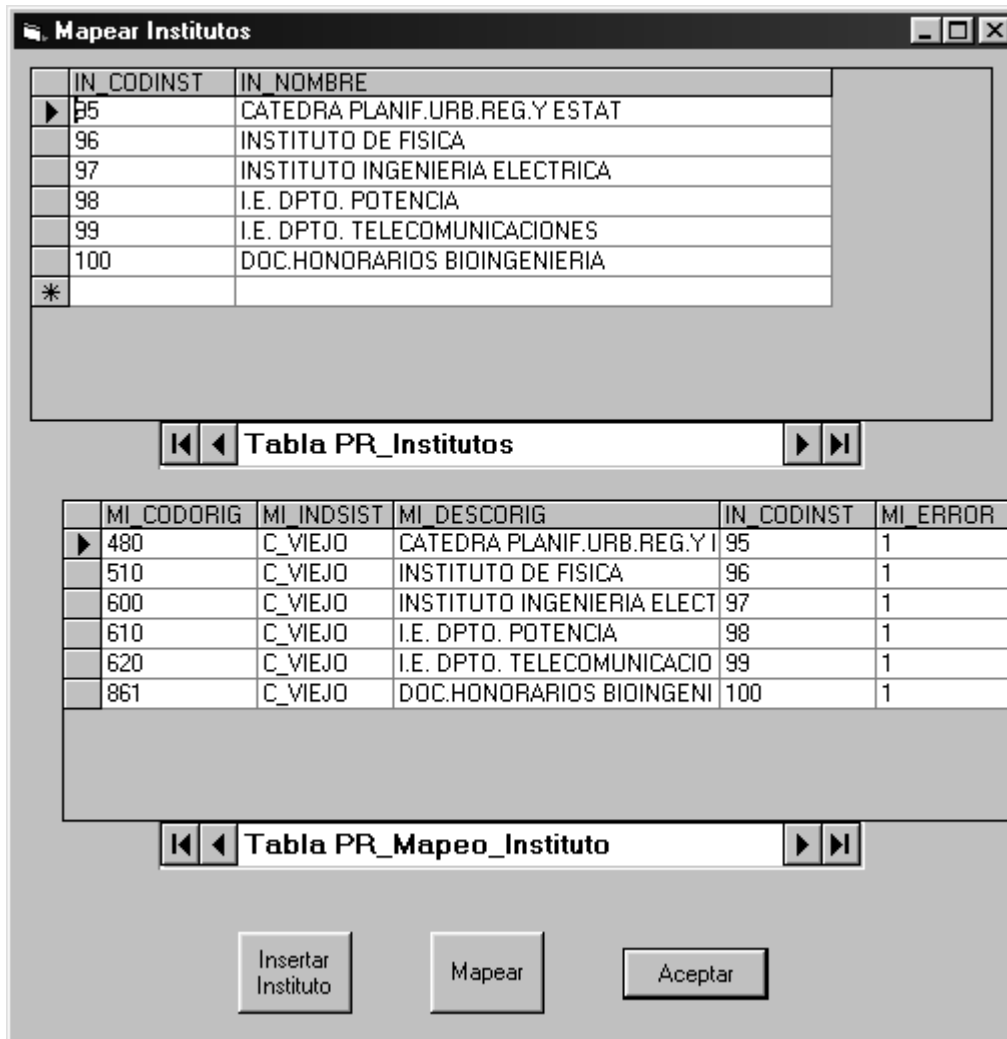 Mapear Institutos
IN_CODINST IN_NOMBRE
95 CATEDRA PLANIF.URB.REG.Y ESTAT
96 INSTITUTO DE FISICA
97 INSTITUTO INGENIERIA ELECTRICA
98 I.E. DPTO. POTENCIA
99 I.E. DPTO. TELECOMUNICACIONES
100 DOC.HONORARIOS BIOINGENIERIA
Tabla PR_Institutos
MI_CODORIG MI_INDSIST MI_DESCORIG IN_CODINST MI_ERROR
480 C_VIEJO CATEDRA PLANIF.URB.REG.Y I 95 1
510 C_VIEJO INSTITUTO DE FISICA 96 1
600 C_VIEJO INSTITUTO INGENIERIA ELECT 97 1
610 C_VIEJO I.E. DPTO. POTENCIA 98 1
620 C_VIEJO I.E. DPTO. TELECOMUNICACIO 99 1
861 C_VIEJO DOC.HONORARIOS BIOINGENI 100 1
Tabla PR_Mapeo_Instituto
Insertar
Instituto
Mapear
Aceptar